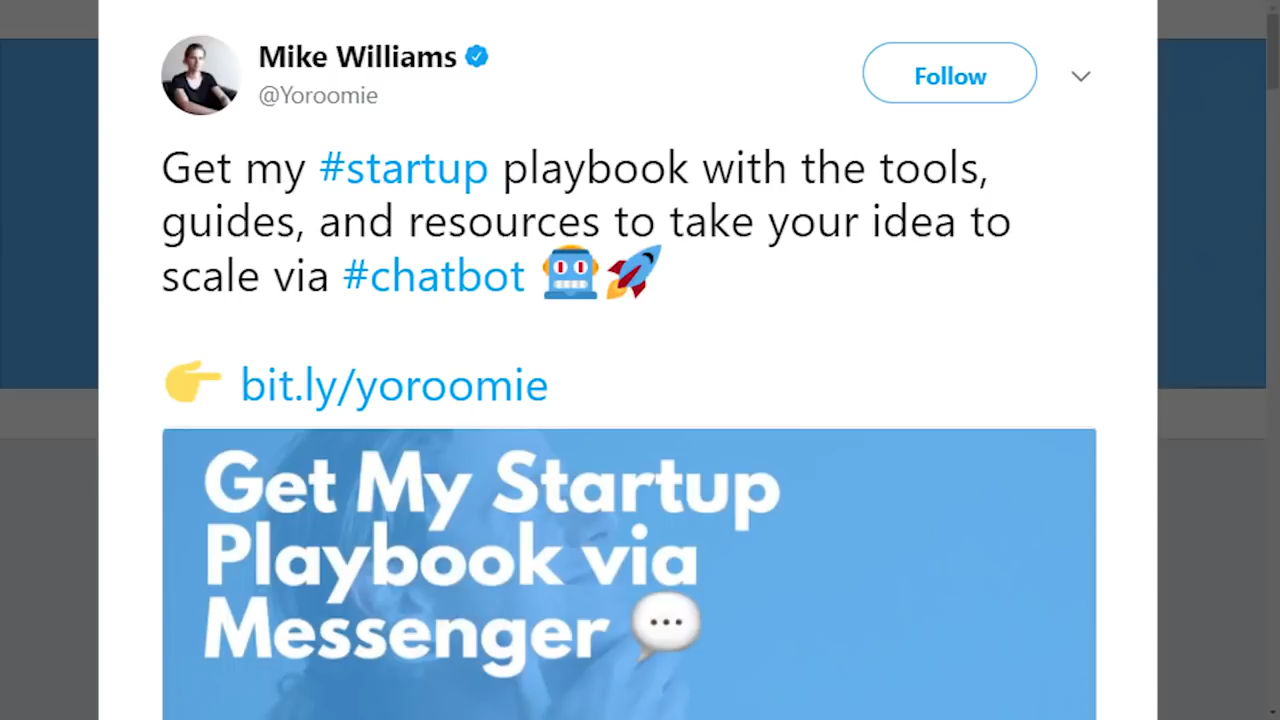 Mike Williams
@Yoroomie
Follow
Get my #startup playbook with the tools,
guides, and resources to take your idea to
scale via #chatbot 🤖🚀
👉 bit.ly/yoroomie
Get My Startup
Playbook via
Messenger 💬